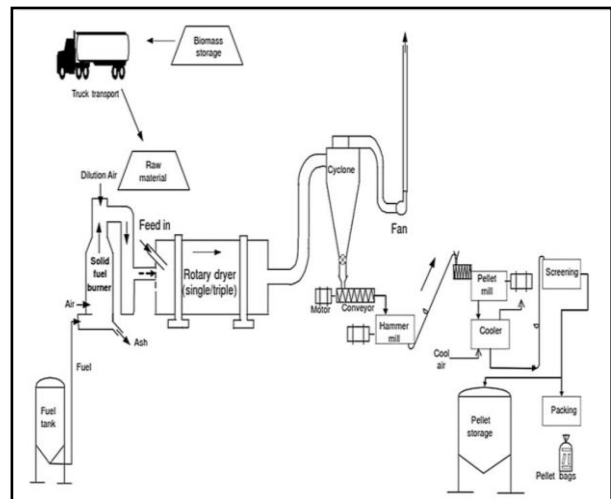 Biomass
storage
Truck transport
Raw
material
Dilution Air
Feed in
Cyclone
Fan
Solid
fuel
burner
Rotary dryer
(single/triple)
Air
Ash
Fuel
Fuel
tank
Motor
Conveyor
Hammer
mill
Pellet
mill
Screening
Cooler
Cool
air
Pellet
storage
Packing
Pellet bags